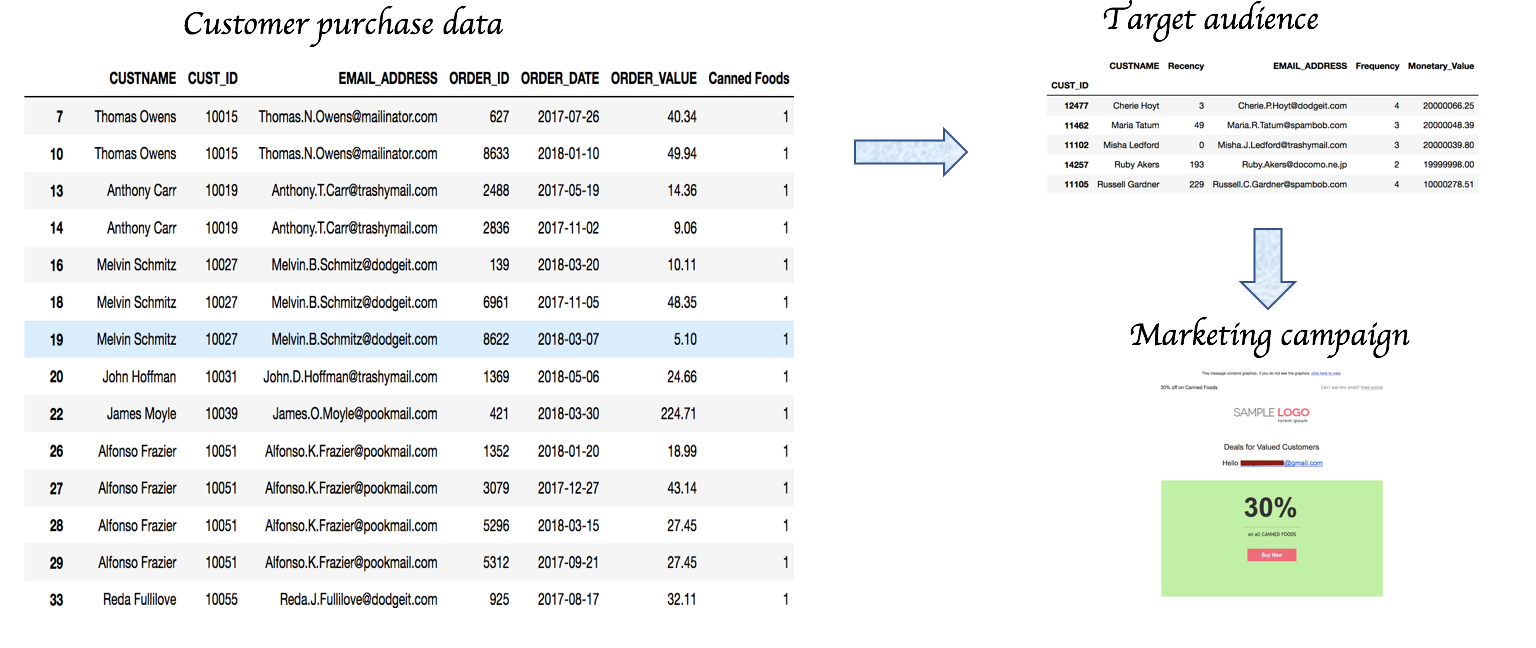 Customer purchase data
CUSTNAME CUST_ID EMAIL_ADDRESS ORDER_ID ORDER_DATE ORDER_VALUE Canned Foods
7 Thomas Owens 10015 Thomas.N.Owens@mailinator.com 627 2017-07-26 40.34 1
10 Thomas Owens 10015 Thomas.N.Owens@mailinator.com 8633 2018-01-10 49.94 1
13 Anthony Carr 10019 Anthony.T.Carr@trashymail.com 2488 2017-05-19 14.36 1
14 Anthony Carr 10019 Anthony.T.Carr@trashymail.com 2836 2017-11-02 9.06 1
16 Melvin Schmitz 10027 Melvin.B.Schmitz@dodgeit.com 139 2018-03-20 10.11 1
18 Melvin Schmitz 10027 Melvin.B.Schmitz@dodgeit.com 6961 2017-11-05 48.35 1
19 Melvin Schmitz 10027 Melvin.B.Schmitz@dodgeit.com 8622 2018-03-07 5.10 1
20 John Hoffman 10031 John.D.Hoffman@trashymail.com 1369 2018-05-06 24.66 1
22 James Moyle 10039 James.O.Moyle@pookmail.com 421 2018-03-30 224.71 1
26 Alfonso Frazier 10051 Alfonso.K.Frazier@pookmail.com 1352 2018-01-20 18.99 1
27 Alfonso Frazier 10051 Alfonso.K.Frazier@pookmail.com 3079 2017-12-27 43.14 1
28 Alfonso Frazier 10051 Alfonso.K.Frazier@pookmail.com 5296 2018-03-15 27.45 1
29 Alfonso Frazier 10051 Alfonso.K.Frazier@pookmail.com 5312 2017-09-21 27.45 1
33 Reda Fullilove 10055 Reda.J.Fullilove@dodgeit.com 925 2017-08-17 32.11 1
Target audience
CUSTNAME Recency EMAIL_ADDRESS Frequency Monetary_Value
CUST_ID
12477 Cherie Hoyt 3 Cherie.P.Hoyt@dodgeit.com 4 20000066.25
11462 Maria Tatum 49 Maria.R.Tatum@spambob.com 3 20000048.39
11102 Misha Ledford 0 Misha.J.Ledford@trashymail.com 3 20000039.80
14257 Ruby Akers 193 Ruby.Akers@docomo.ne.jp 2 19999998.00
11105 Russell Gardner 229 Russell.C.Gardner@spambob.com 4 10000278.51
Marketing campaign
This message contains graphics. If you do not see the graphics, click here to view.
30% off on Canned Foods Can't see this email? View online
SAMPLE LOGO
lorem ipsum
Deals for Valued Customers
Hello @gmail.com
30%
on all CANNED FOODS
Buy Now